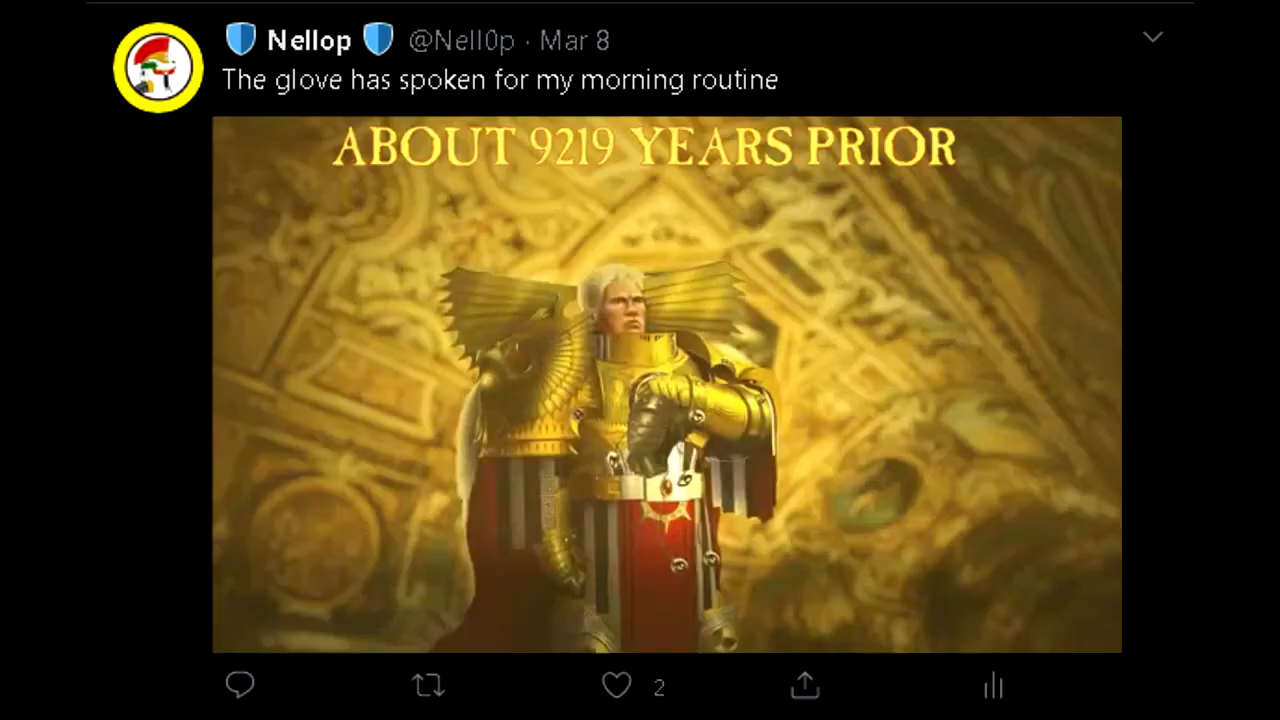 🛡️ Nellop 🛡️ @Nell0p · Mar 8
The glove has spoken for my morning routine
ABOUT 9219 YEARS PRIOR
2